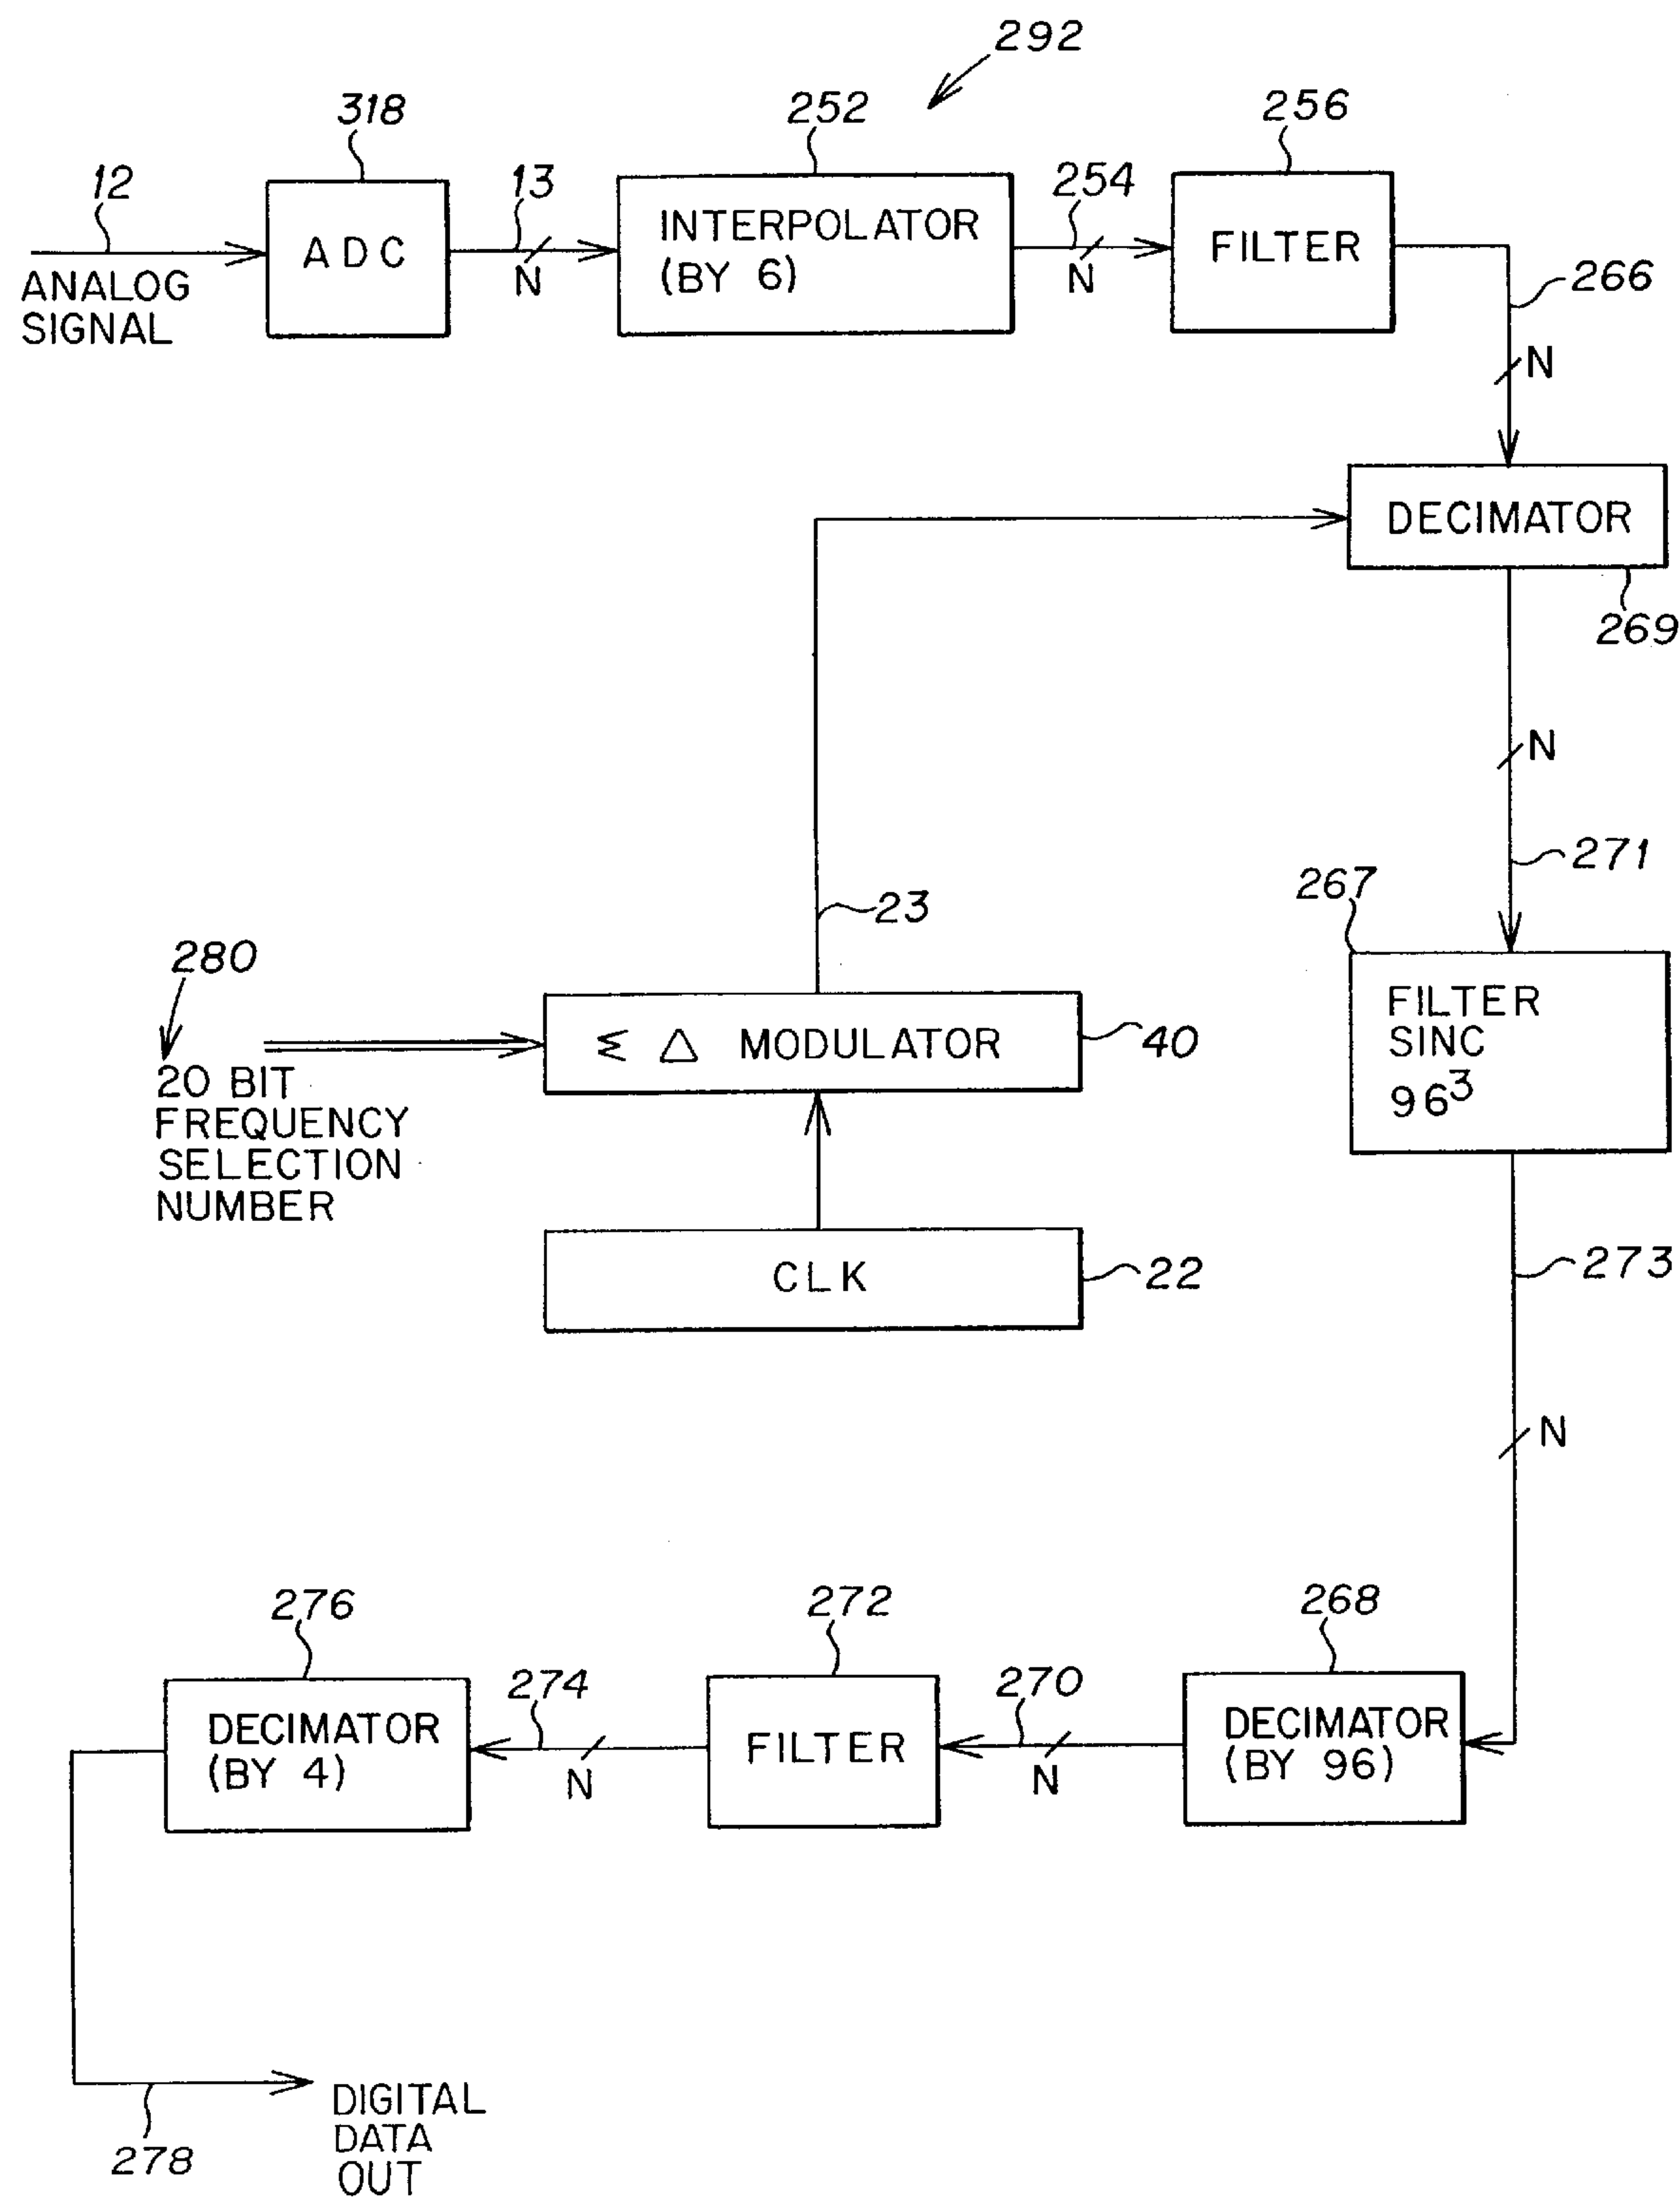 292
318
252
256
12
13
254
ADC
INTERPOLATOR
(BY 6)
FILTER
N
N
ANALOG
SIGNAL
266
N
DECIMATOR
269
N
271
267
23
280
FILTER
SINC
96³
Σ Δ MODULATOR
40
20 BIT
FREQUENCY
SELECTION
NUMBER
CLK
22
273
N
276
272
268
274
270
DECIMATOR
(BY 4)
FILTER
DECIMATOR
(BY 96)
N
N
278
DIGITAL
DATA
OUT